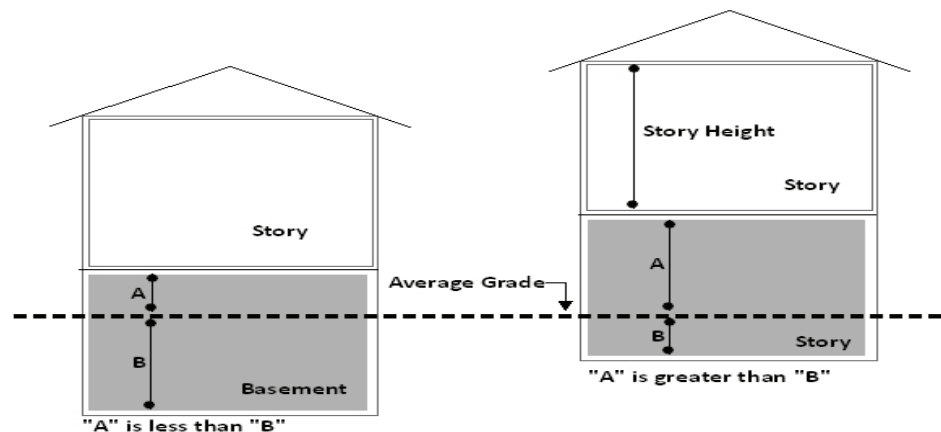 Story
A
B
Basement
"A" is less than "B"
Average Grade
Story Height
Story
A
B
Story
"A" is greater than "B"